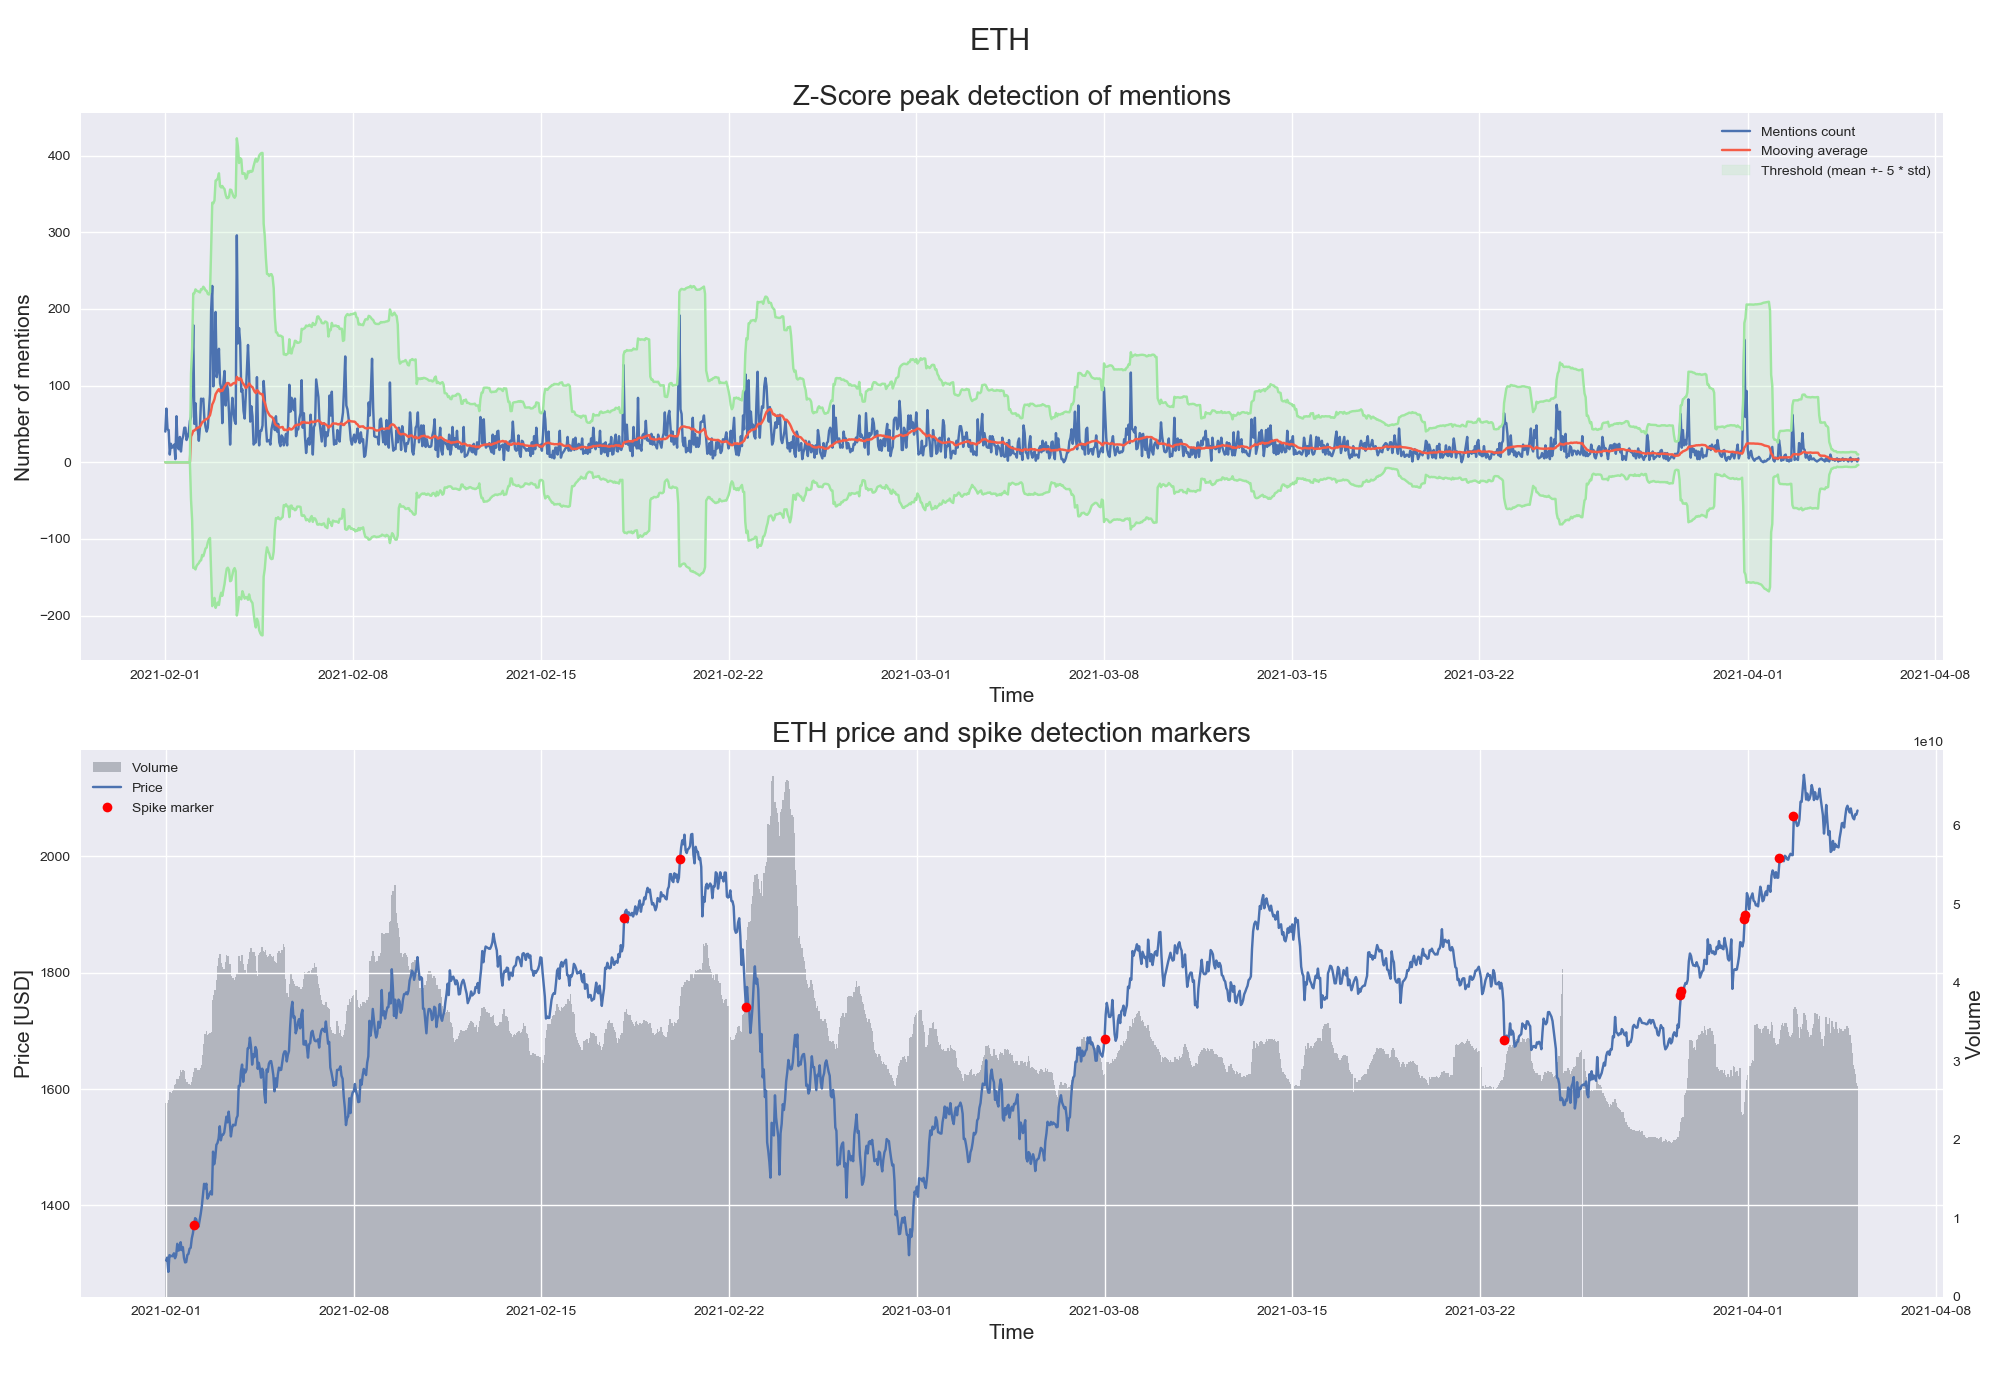 ETH
Z-Score peak detection of mentions
Mentions count
Mooving average
Threshold (mean +- 5 * std)
Number of mentions
400
300
200
100
0
−100
−200
2021-02-01 2021-02-08 2021-02-15 2021-02-22 2021-03-01 2021-03-08 2021-03-15 2021-03-22 2021-04-01 2021-04-08
Time
ETH price and spike detection markers
1e10
Volume
Price
Spike marker
Price [USD]
2000
1800
1600
1400
6
5
4
3
2
1
0
Volume
2021-02-01 2021-02-08 2021-02-15 2021-02-22 2021-03-01 2021-03-08 2021-03-15 2021-03-22 2021-04-01 2021-04-08
Time